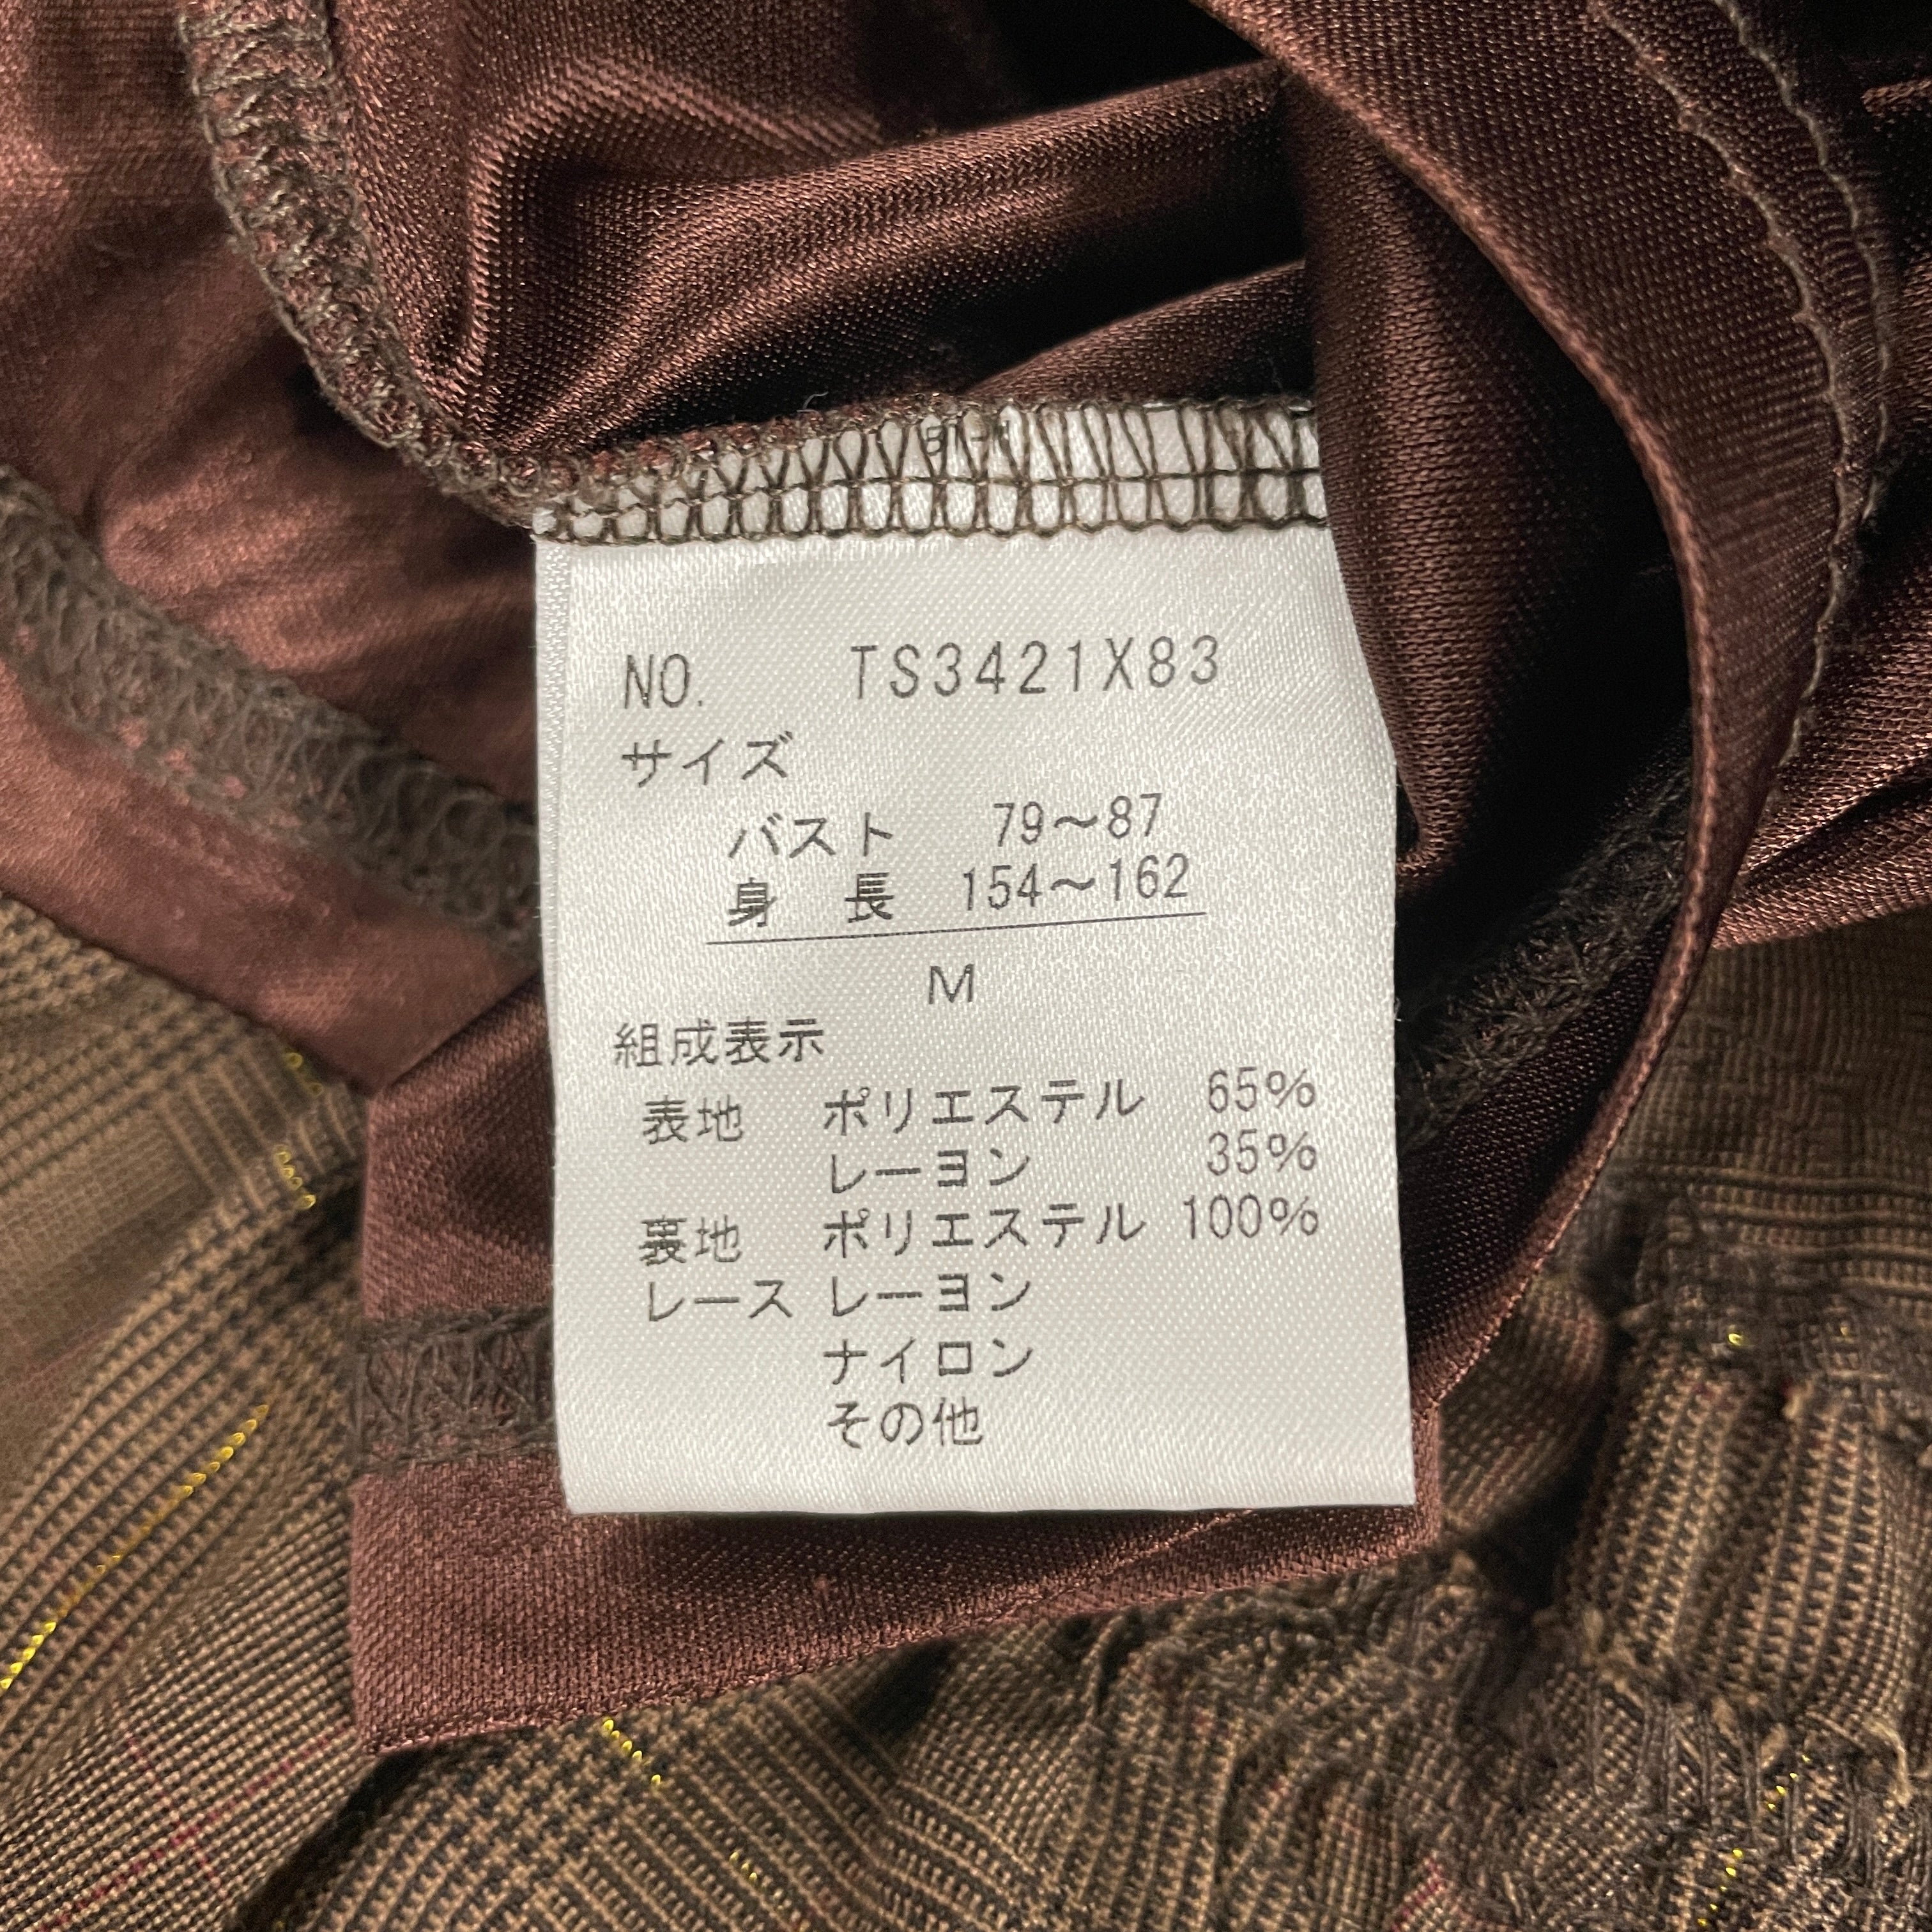 NO. TS3421X83
サイズ
バスト 79～87
身 長 154～162
M
組成表示
表地 ポリエステル 65%
レーヨン 35%
裏地 ポリエステル 100%
レース レーヨン
ナイロン
その他